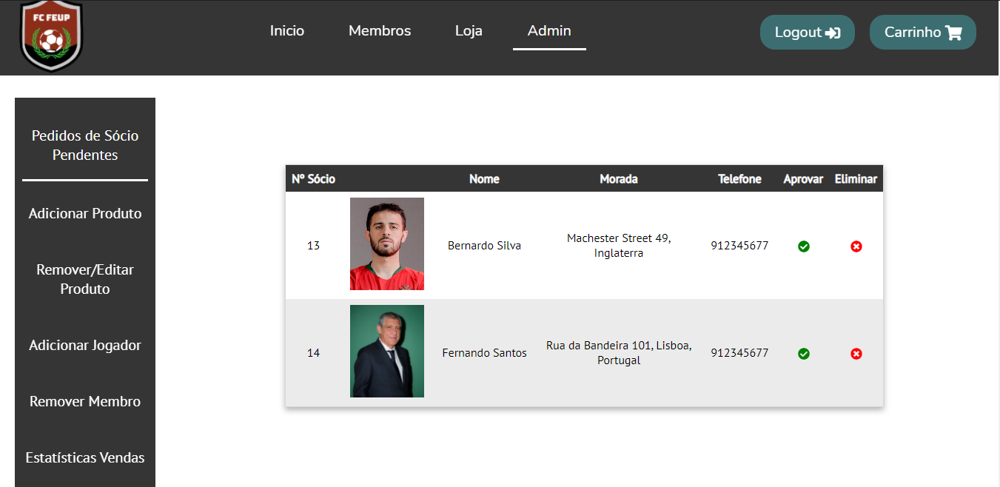 FC FEUP
Inicio
Membros
Loja
Admin
Logout
Carrinho
Pedidos de Sócio
Pendentes
Adicionar Produto
Remover/Editar
Produto
Adicionar Jogador
Remover Membro
Estatísticas Vendas
Nº Sócio Nome Morada Telefone Aprovar Eliminar
13 Bernardo Silva Machester Street 49, 912345677
Inglaterra
14 Fernando Santos Rua da Bandeira 101, Lisboa, 912345677
Portugal